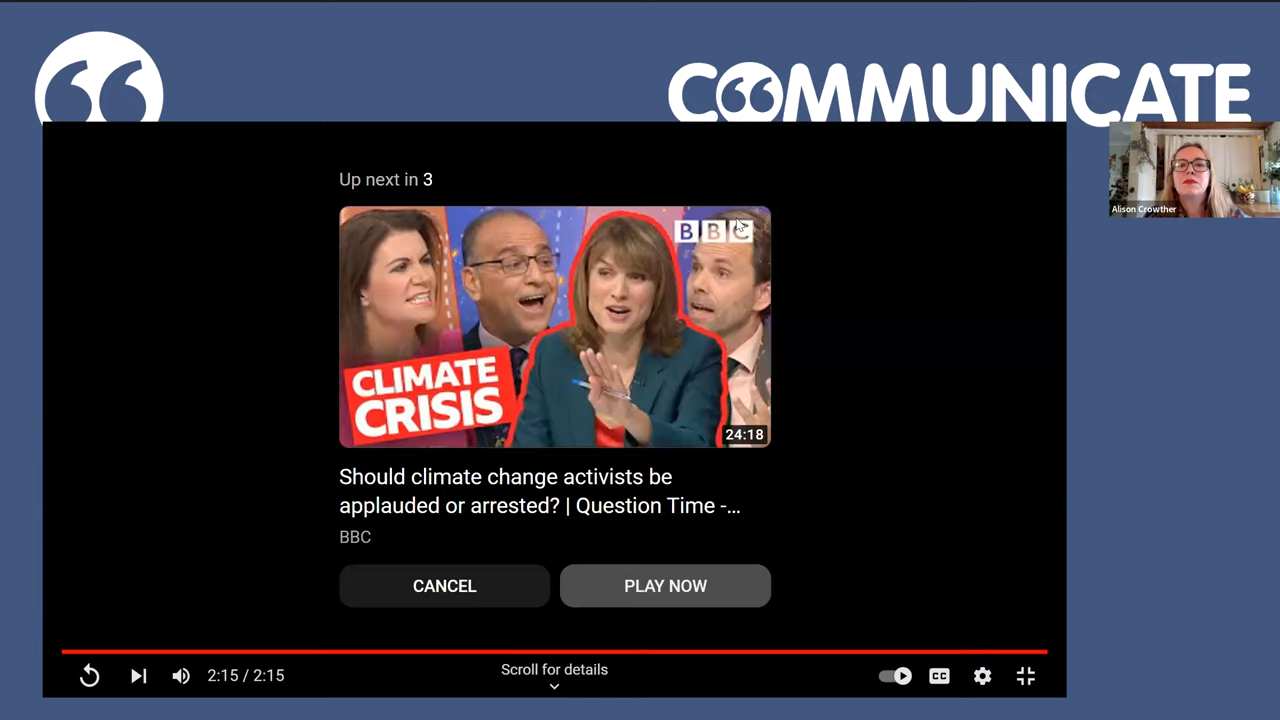 COMMUNICATE
Alison Crowther
Up next in 3
BBC
CLIMATE
CRISIS
24:18
Should climate change activists be
applauded or arrested? | Question Time -...
BBC
CANCEL
PLAY NOW
2:15 / 2:15
Scroll for details
CC